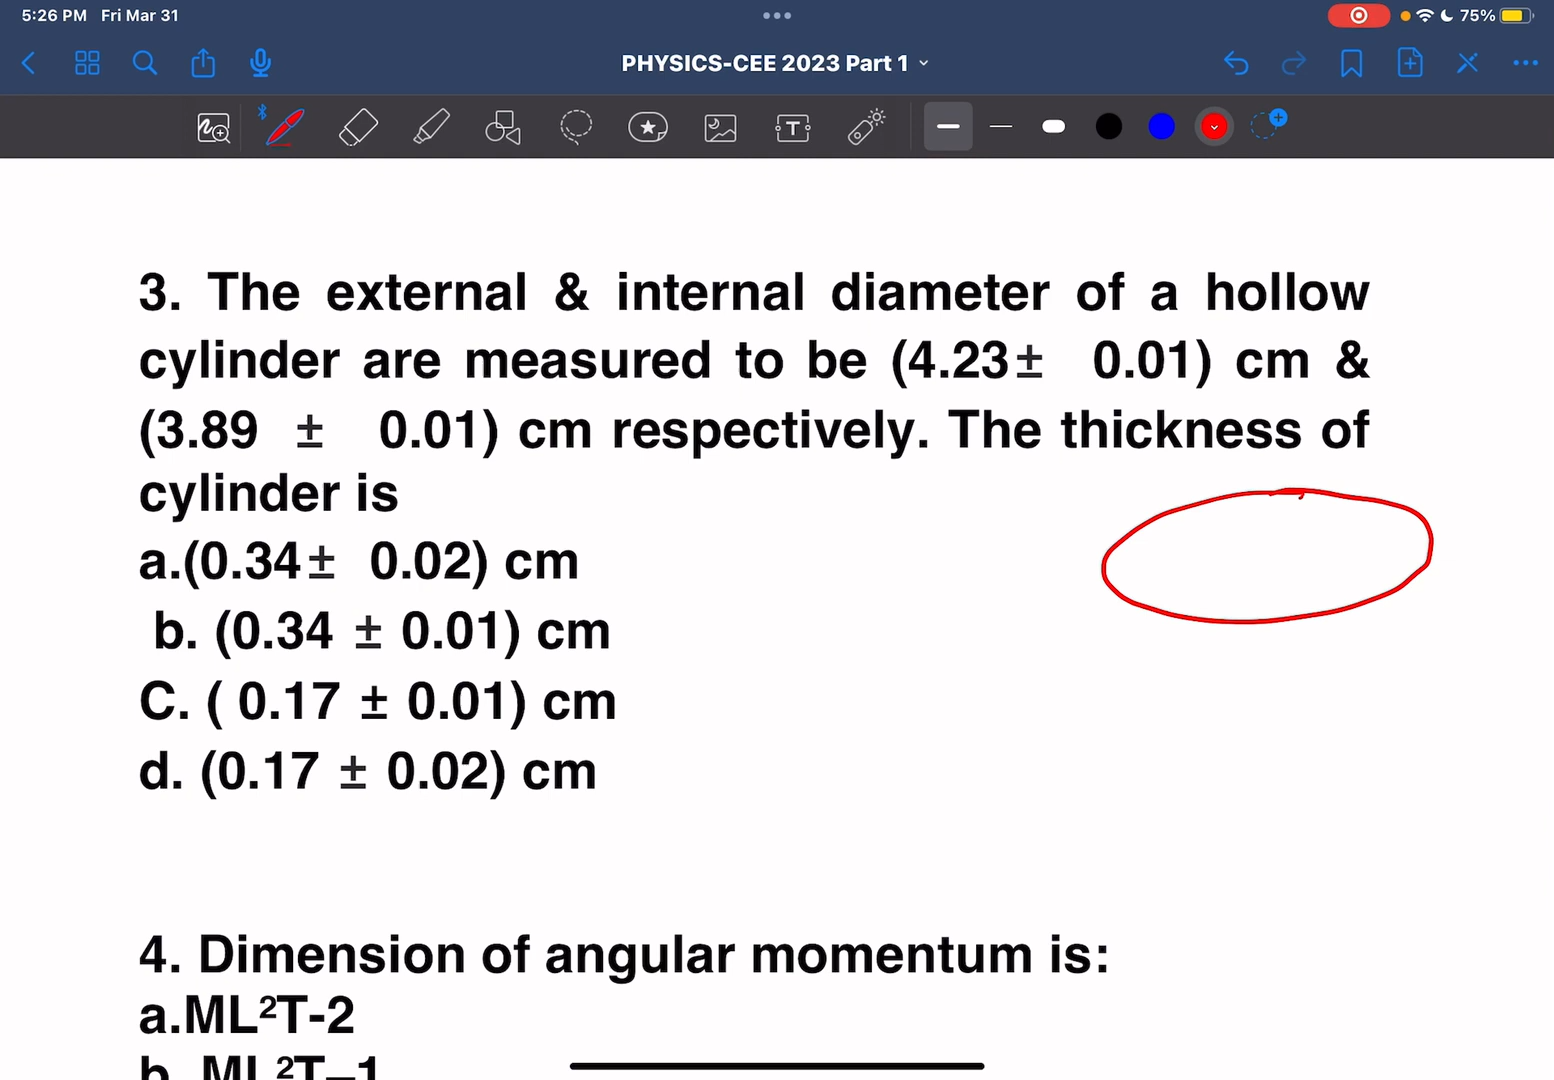 5:26 PM Fri Mar 31
75%
PHYSICS-CEE 2023 Part 1
T
3. The external & internal diameter of a hollow
cylinder are measured to be (4.23± 0.01) cm &
(3.89 ± 0.01) cm respectively. The thickness of
cylinder is
a.(0.34± 0.02) cm
b. (0.34 ± 0.01) cm
C. ( 0.17 ± 0.01) cm
d. (0.17 ± 0.02) cm
4. Dimension of angular momentum is:
a.ML²T-2
b. ML²T–1